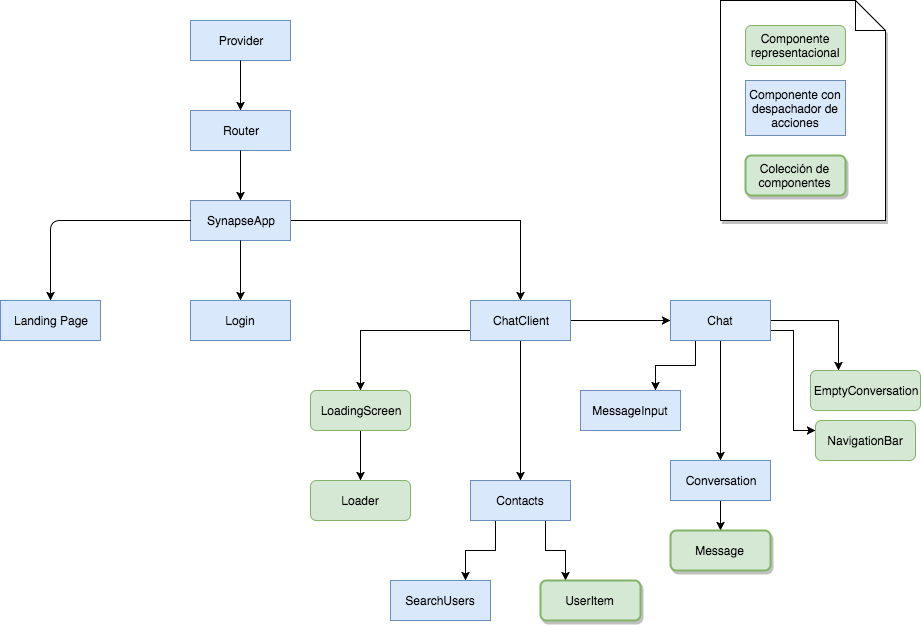 Provider
Componente
representacional
Componente con
despachador de
acciones
Router
Colección de
componentes
SynapseApp
Landing Page
Login
ChatClient
Chat
LoadingScreen
MessageInput
EmptyConversation
NavigationBar
Loader
Contacts
Conversation
Message
SearchUsers
UserItem